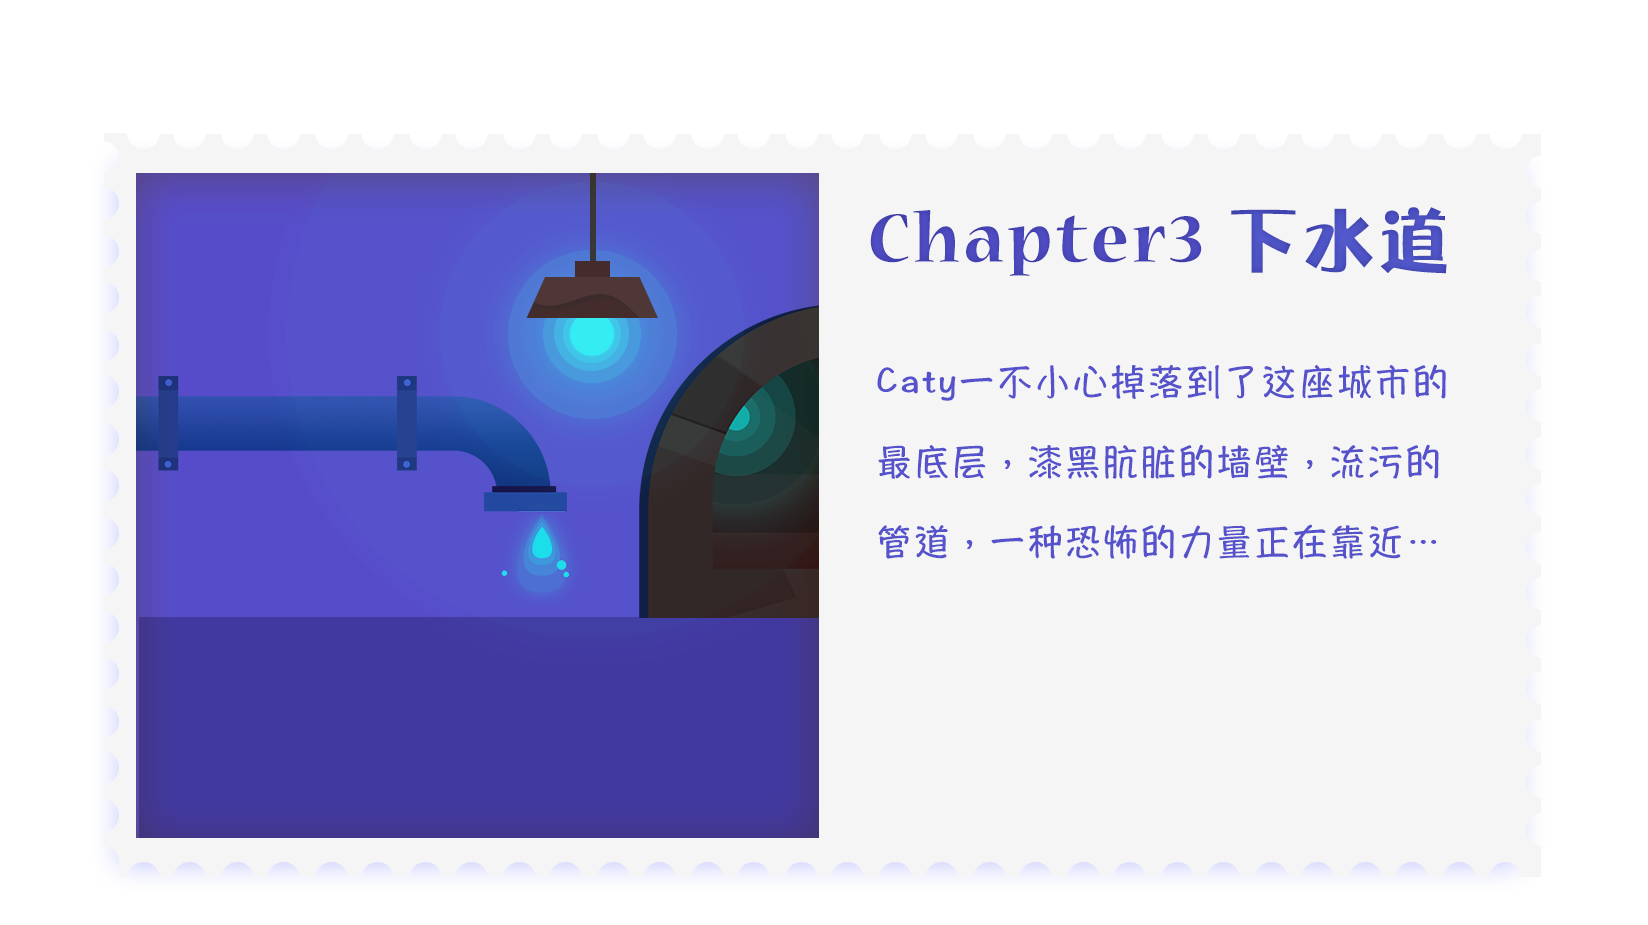 Chapter3 下水道
Caty一不小心掉落到了这座城市的
最底层，漆黑肮脏的墙壁，流污的
管道，一种恐怖的力量正在靠近…